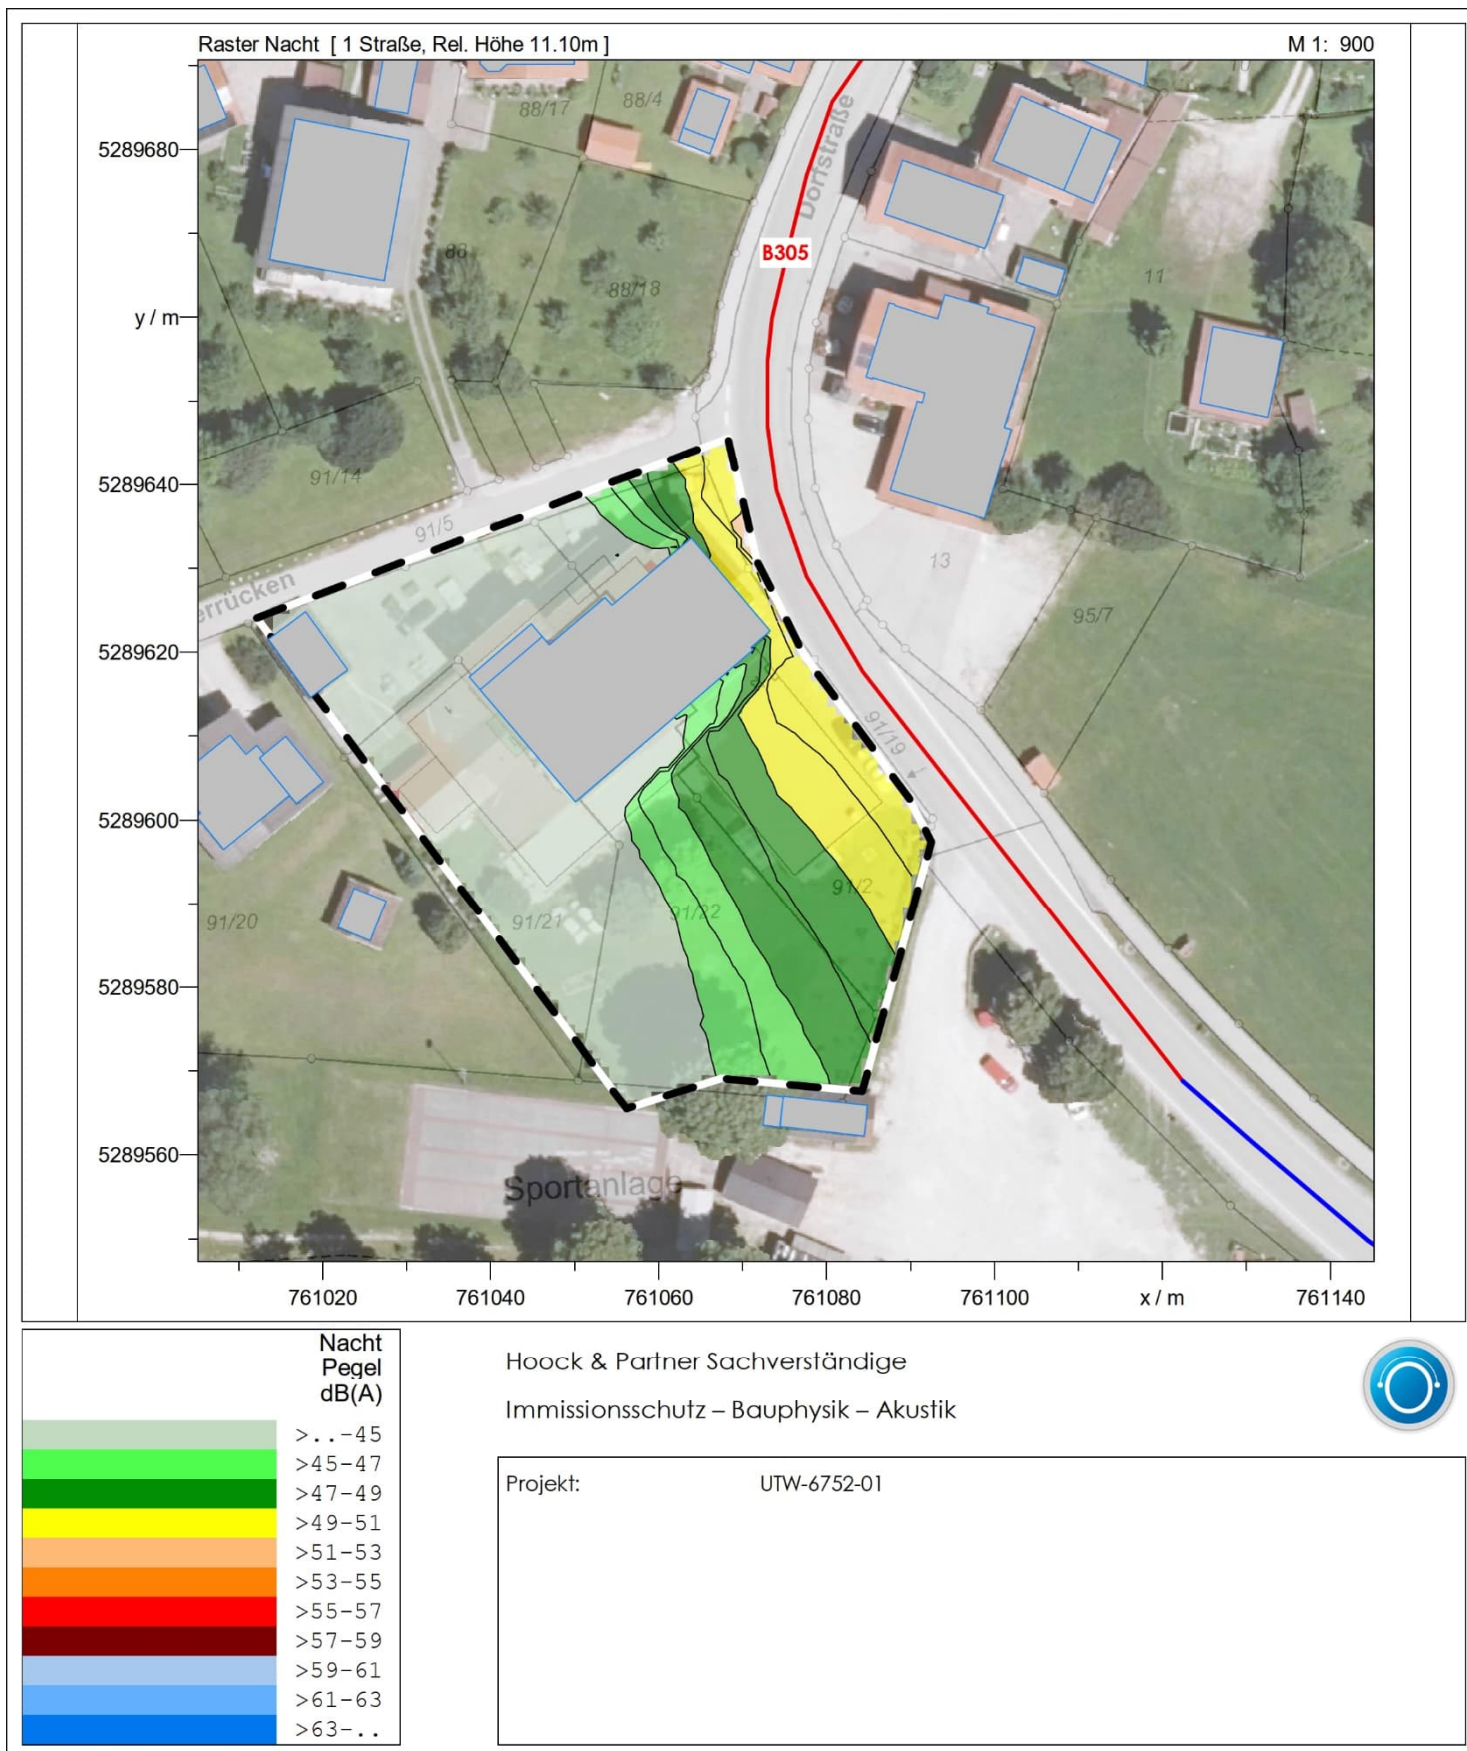 Raster Nacht [ 1 Straße, Rel. Höhe 11.10m ]
M 1: 900
5289680
y / m
5289640
5289620
5289600
5289580
5289560
88/17
88/4
Dorfstraße
B305
86
88/18
11
91/14
91/5
errücken
13
95/7
1
91/19
91/2
91/20
91/21
91/22
Sportanlage
761020
761040
761060
761080
761100
x / m
761140
Nacht
Pegel
dB(A)
>..-45
>45-47
>47-49
>49-51
>51-53
>53-55
>55-57
>57-59
>59-61
>61-63
>63-..
Hoock & Partner Sachverständige
Immissionsschutz – Bauphysik – Akustik
Projekt: UTW-6752-01